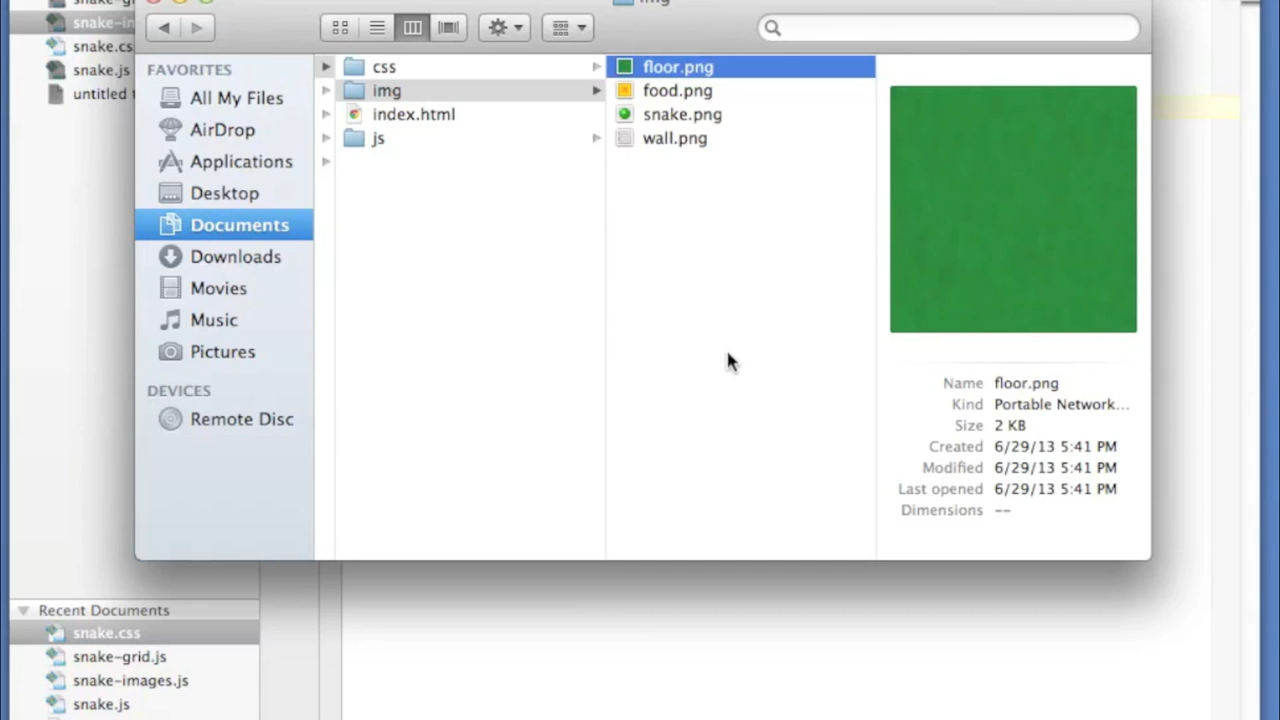 snake-in
snake.cs
snake.js
untitled t
img
FAVORITES
All My Files
AirDrop
Applications
Desktop
Documents
Downloads
Movies
Music
Pictures
DEVICES
Remote Disc
css
img
index.html
js
floor.png
food.png
snake.png
wall.png
Name floor.png
Kind Portable Network...
Size 2 KB
Created 6/29/13 5:41 PM
Modified 6/29/13 5:41 PM
Last opened 6/29/13 5:41 PM
Dimensions --
Recent Documents
snake.css
snake-grid.js
snake-images.js
snake.js